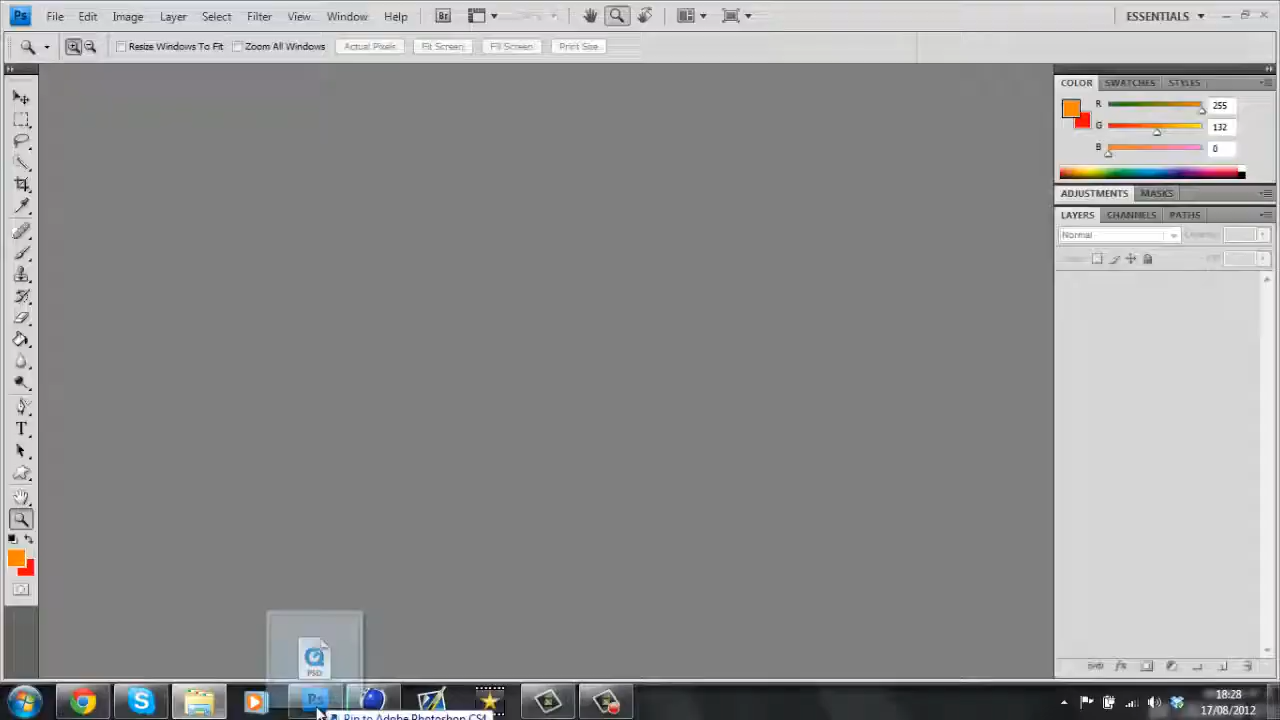 Ps File Edit Image Layer Select Filter View Window Help Br ESSENTIALS
Resize Windows To Fit Zoom All Windows Actual Pixels Fit Screen Fill Screen Print Size
COLOR SWATCHES STYLES
R 255
G 132
B 0
ADJUSTMENTS MASKS
LAYERS CHANNELS PATHS
Normal
T
PSD
Ps
Pin to Adobe Photoshop CS4
18:28
17/08/2012